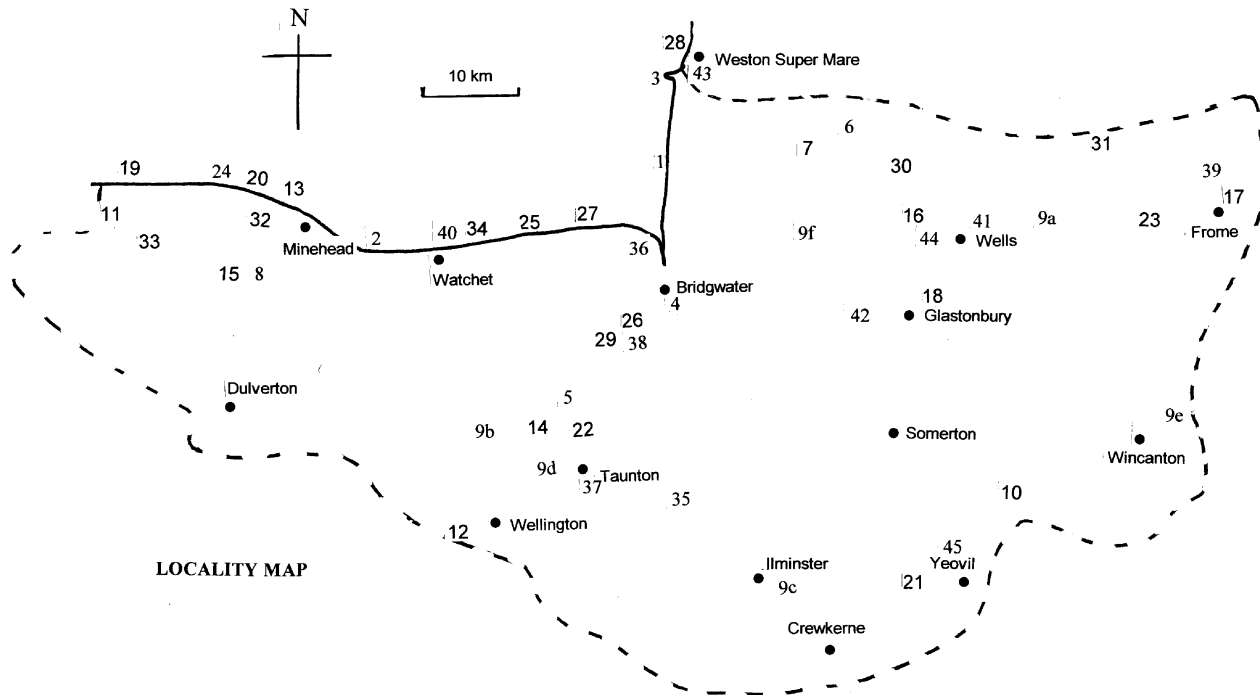 N
28
Weston Super Mare
3
43
10 km
6
7
31
1
30
19
24
20
13
39
17
11
32
33
Minehead
2
40
34
25
27
36
9f
16
44
41
Wells
9a
23
Frome
15
8
Watchet
Bridgwater
4
18
42
Glastonbury
26
29
38
Dulverton
5
9b
14
22
9d
Taunton
37
35
Somerton
9e
Wincanton
10
12
Wellington
LOCALITY MAP
45
Ilminster
9c
21
Yeovil
Crewkerne